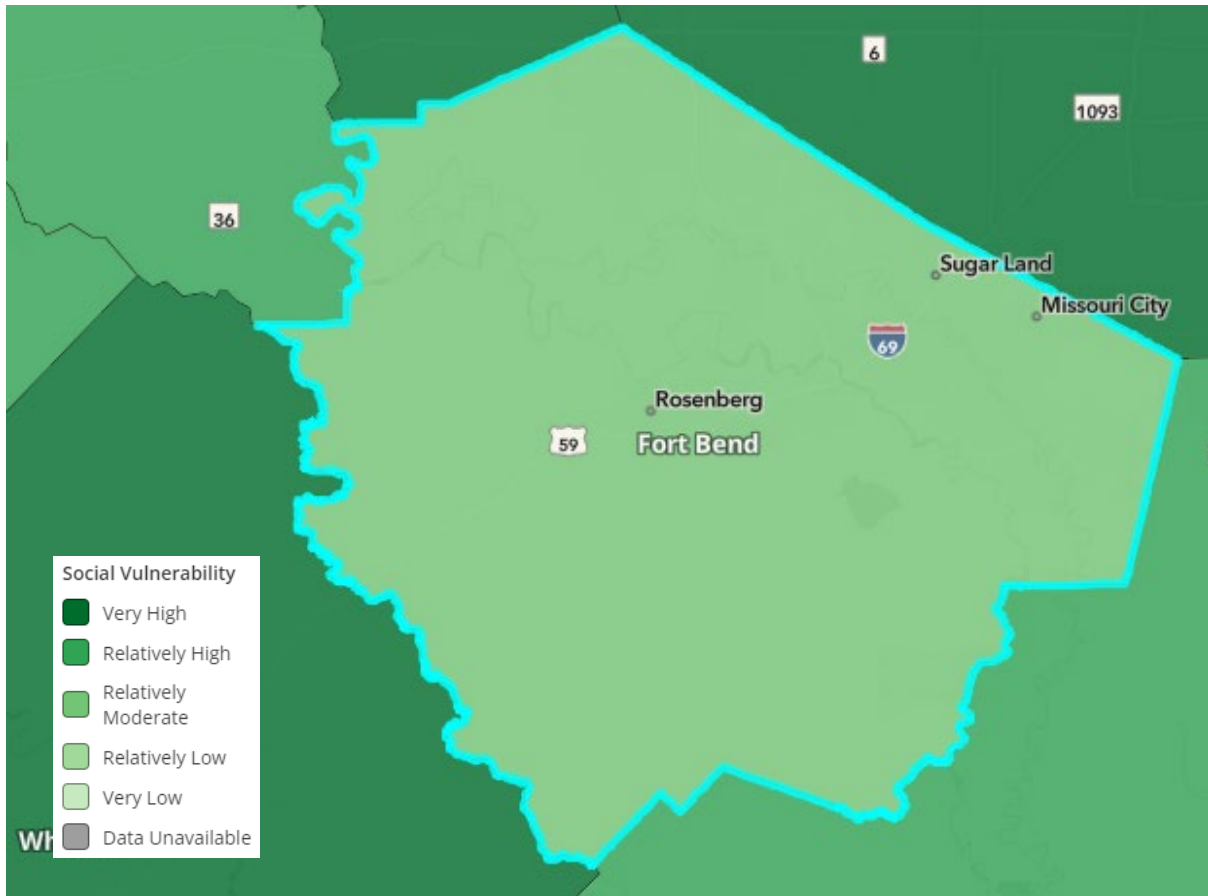 6
1093
36
Sugar Land
Missouri City
69
Rosenberg
59
Fort Bend
Social Vulnerability
Very High
Relatively High
Relatively
Moderate
Relatively Low
Very Low
Data Unavailable